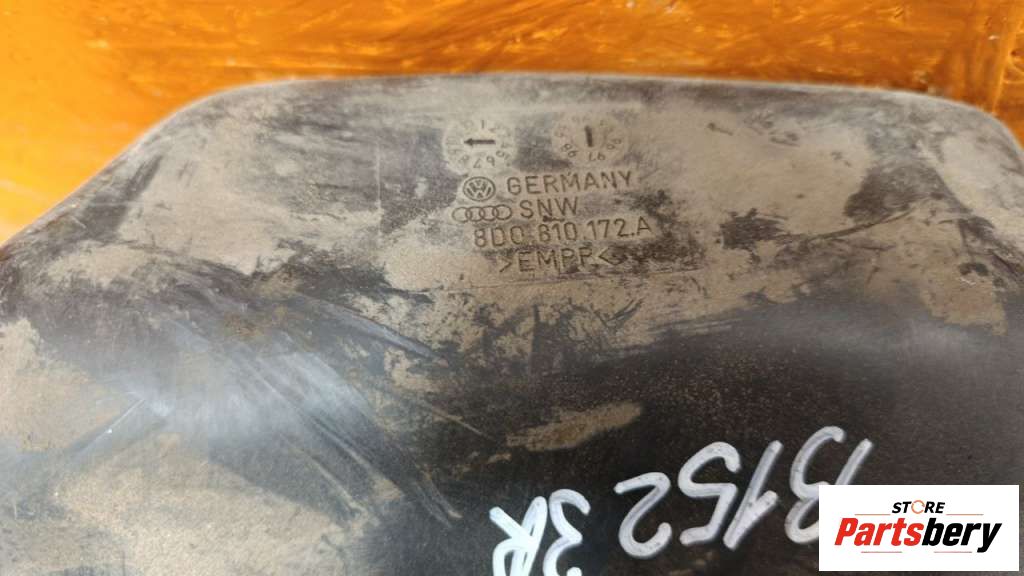 GERMANY
SNW
8D0.810.172.A
>EMPP<
B152
3R
STORE
Partsbery